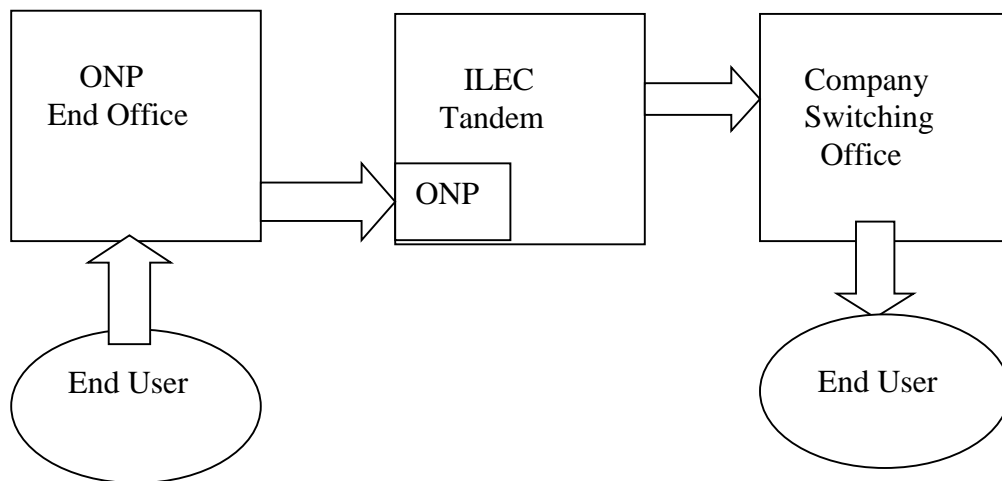 ONP
End Office
ILEC
Tandem
ONP
Company
Switching
Office
End User
End User